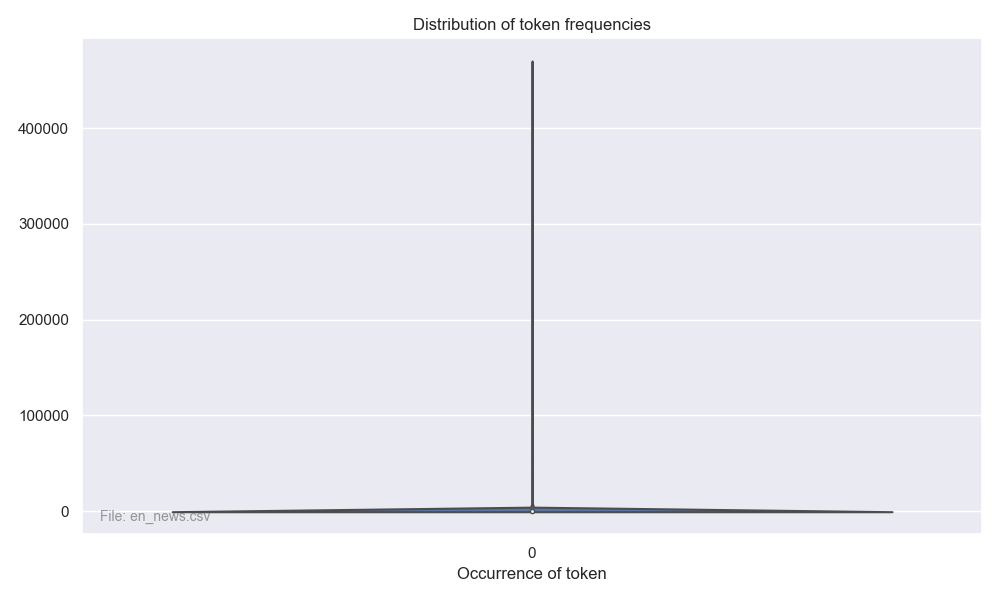 Distribution of token frequencies
400000
300000
200000
100000
0
File: en_news.csv
0
Occurrence of token